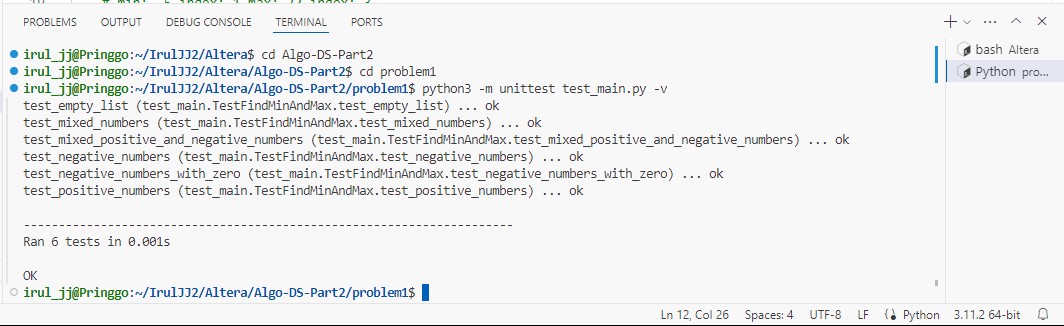 PROBLEMS OUTPUT DEBUG CONSOLE TERMINAL PORTS
irul_jj@Pringgo:~/IrulJJ2/Altera$ cd Algo-DS-Part2
irul_jj@Pringgo:~/IrulJJ2/Altera/Algo-DS-Part2$ cd problem1
irul_jj@Pringgo:~/IrulJJ2/Altera/Algo-DS-Part2/problem1$ python3 -m unittest test_main.py -v
test_empty_list (test_main.TestFindMinAndMax.test_empty_list) ... ok
test_mixed_numbers (test_main.TestFindMinAndMax.test_mixed_numbers) ... ok
test_mixed_positive_and_negative_numbers (test_main.TestFindMinAndMax.test_mixed_positive_and_negative_numbers) ... ok
test_negative_numbers (test_main.TestFindMinAndMax.test_negative_numbers) ... ok
test_negative_numbers_with_zero (test_main.TestFindMinAndMax.test_negative_numbers_with_zero) ... ok
test_positive_numbers (test_main.TestFindMinAndMax.test_positive_numbers) ... ok
----------------------------------------------------------------------
Ran 6 tests in 0.001s
OK
irul_jj@Pringgo:~/IrulJJ2/Altera/Algo-DS-Part2/problem1$
bash Altera
Python pro...
Ln 12, Col 26 Spaces: 4 UTF-8 LF Python 3.11.2 64-bit